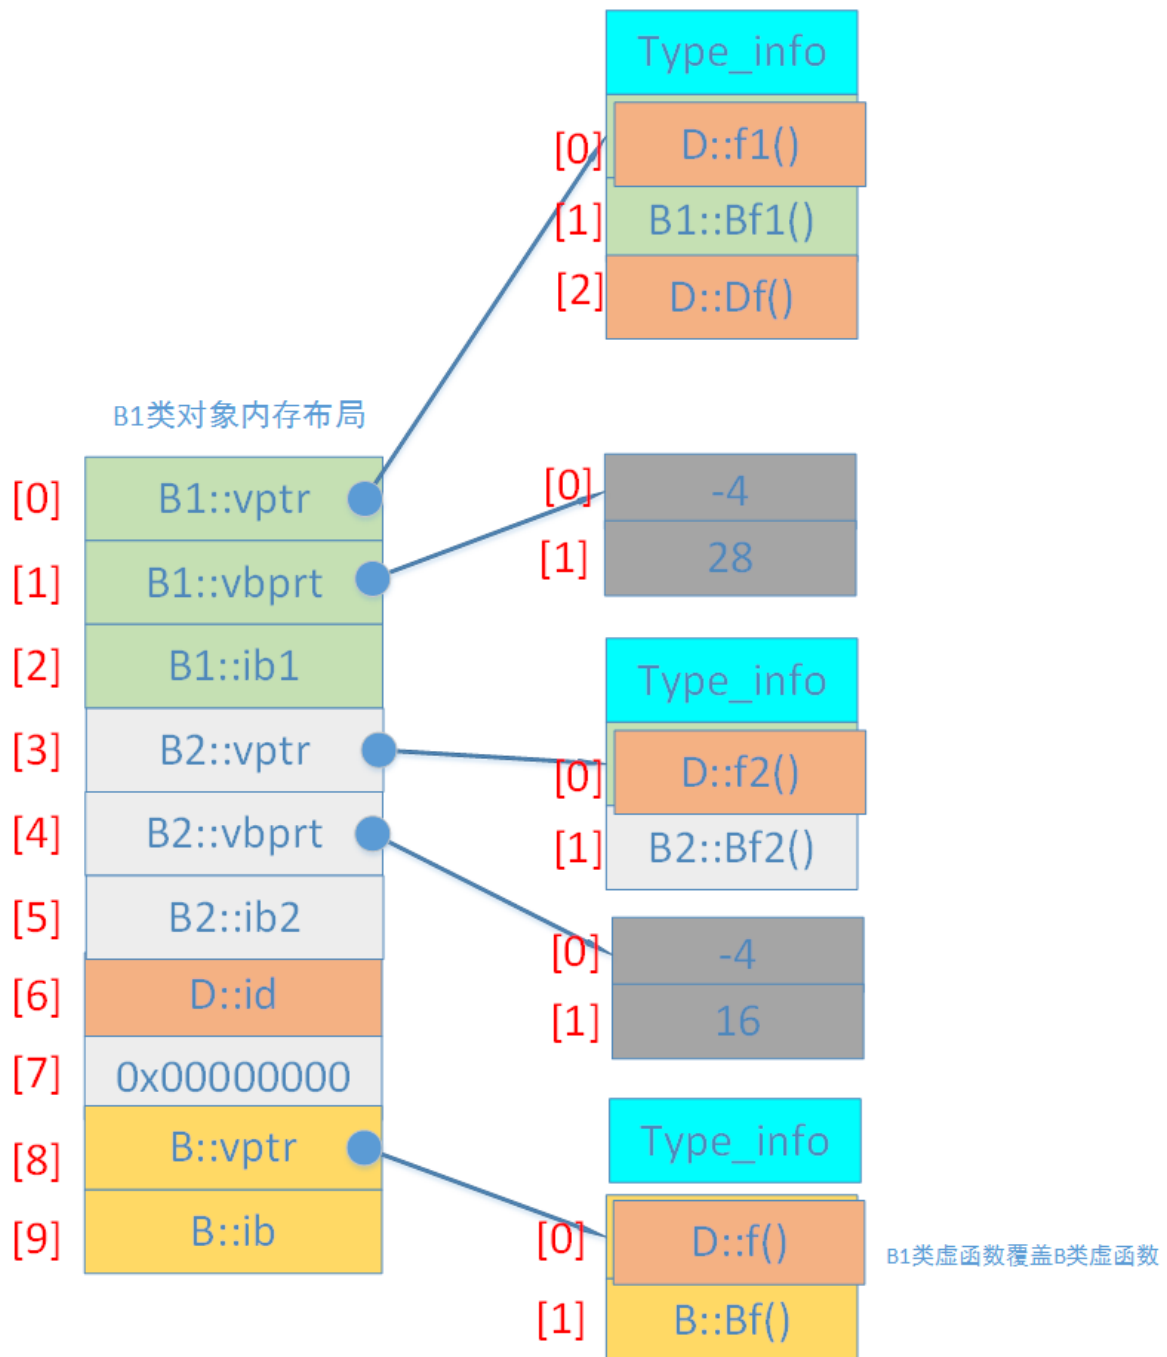 Type_info
[0] D::f1()
[1] B1::Bf1()
[2] D::Df()
B1类对象内存布局
[0] B1::vptr
[1] B1::vbprt
[2] B1::ib1
[3] B2::vptr
[4] B2::vbprt
[5] B2::ib2
[6] D::id
[7] 0x00000000
[8] B::vptr
[9] B::ib
[0] -4
[1] 28
Type_info
[0] D::f2()
[1] B2::Bf2()
[0] -4
[1] 16
Type_info
[0] D::f()
B1类虚函数覆盖B类虚函数
[1] B::Bf()